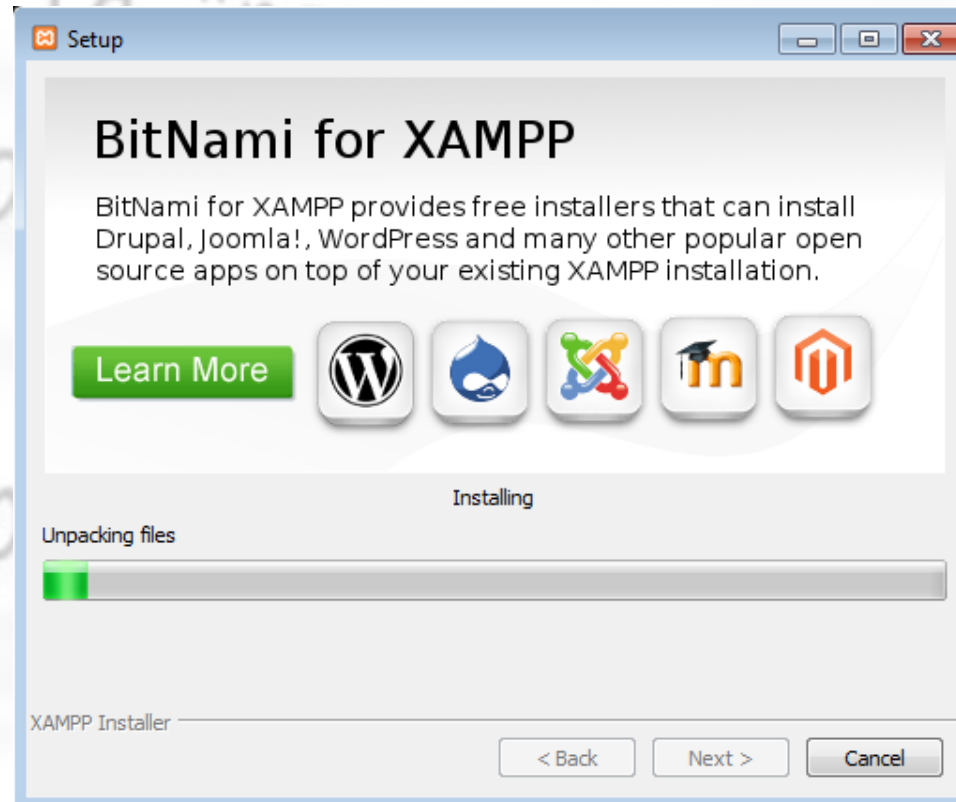 Setup
BitNami for XAMPP
BitNami for XAMPP provides free installers that can install
Drupal, Joomla!, WordPress and many other popular open
source apps on top of your existing XAMPP installation.
Learn More
Installing
Unpacking files
XAMPP Installer
< Back Next > Cancel